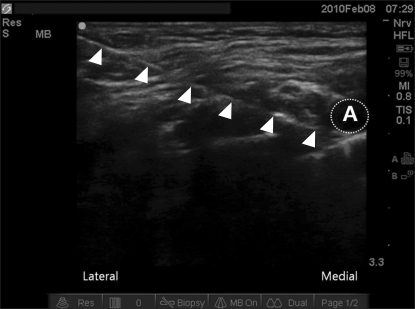 2010Feb08 07:29
Res
S MB
Nrv
HFL
99%
MI
0.8
TIS
0.1
A
A
B
3.3
Lateral Medial
Res 0 Biopsy MB On Dual Page 1/2